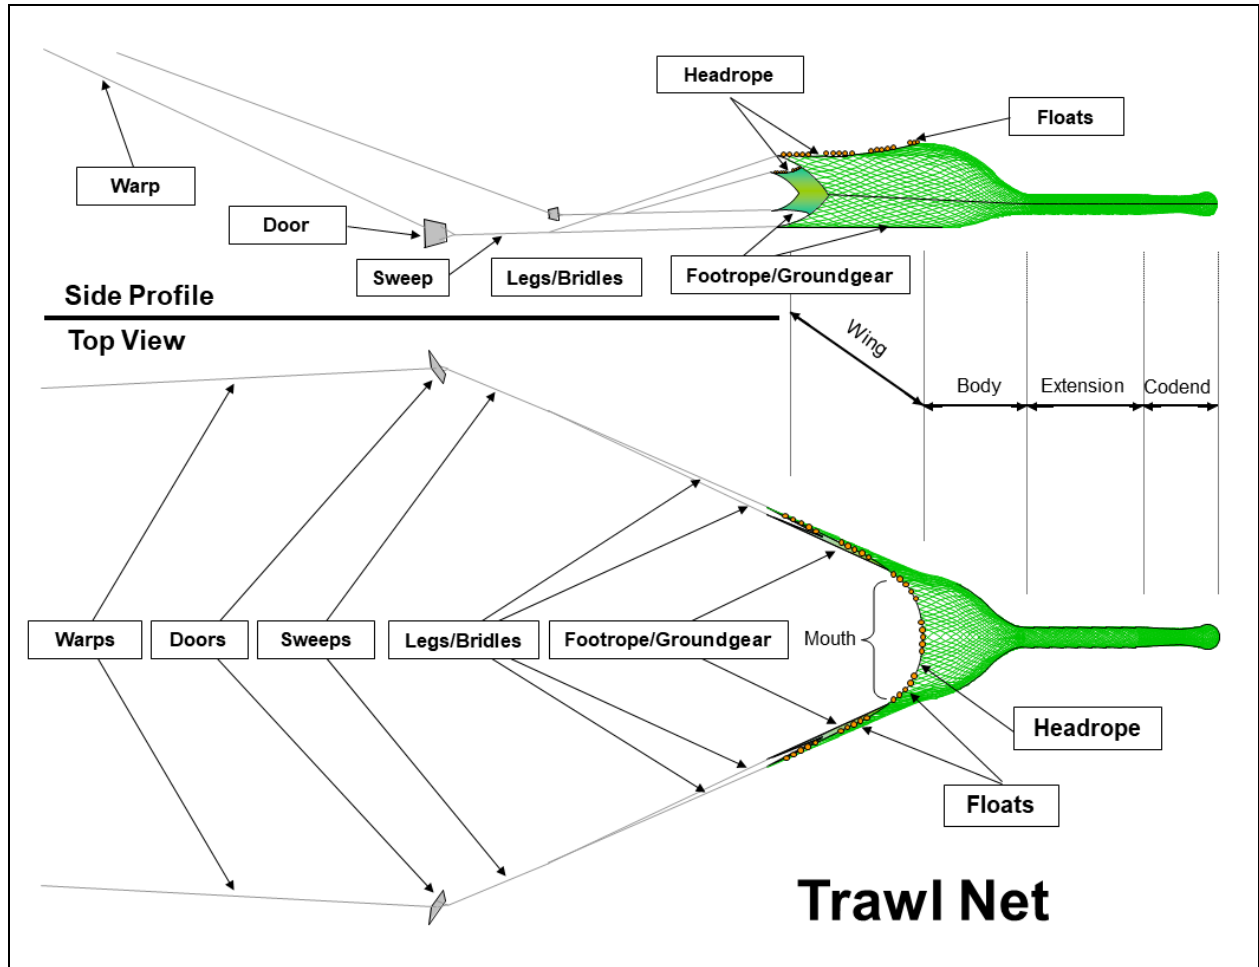 Headrope
Floats
Warp
Door
Sweep
Legs/Bridles
Footrope/Groundgear
Side Profile
Top View
Wing
Body
Extension
Codend
Warps
Doors
Sweeps
Legs/Bridles
Footrope/Groundgear
Mouth
Headrope
Floats
Trawl Net